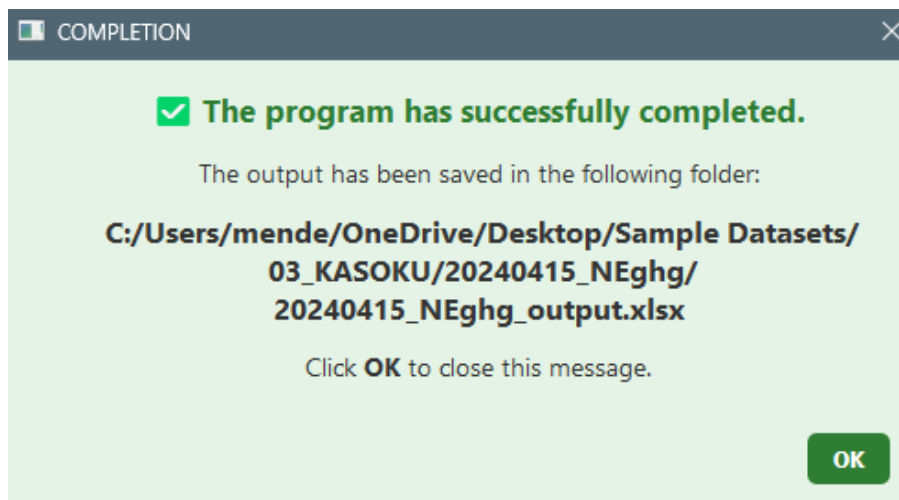 COMPLETION
The program has successfully completed.
The output has been saved in the following folder:
C:/Users/mende/OneDrive/Desktop/Sample Datasets/
03_KASOKU/20240415_NEghg/
20240415_NEghg_output.xlsx
Click OK to close this message.
OK